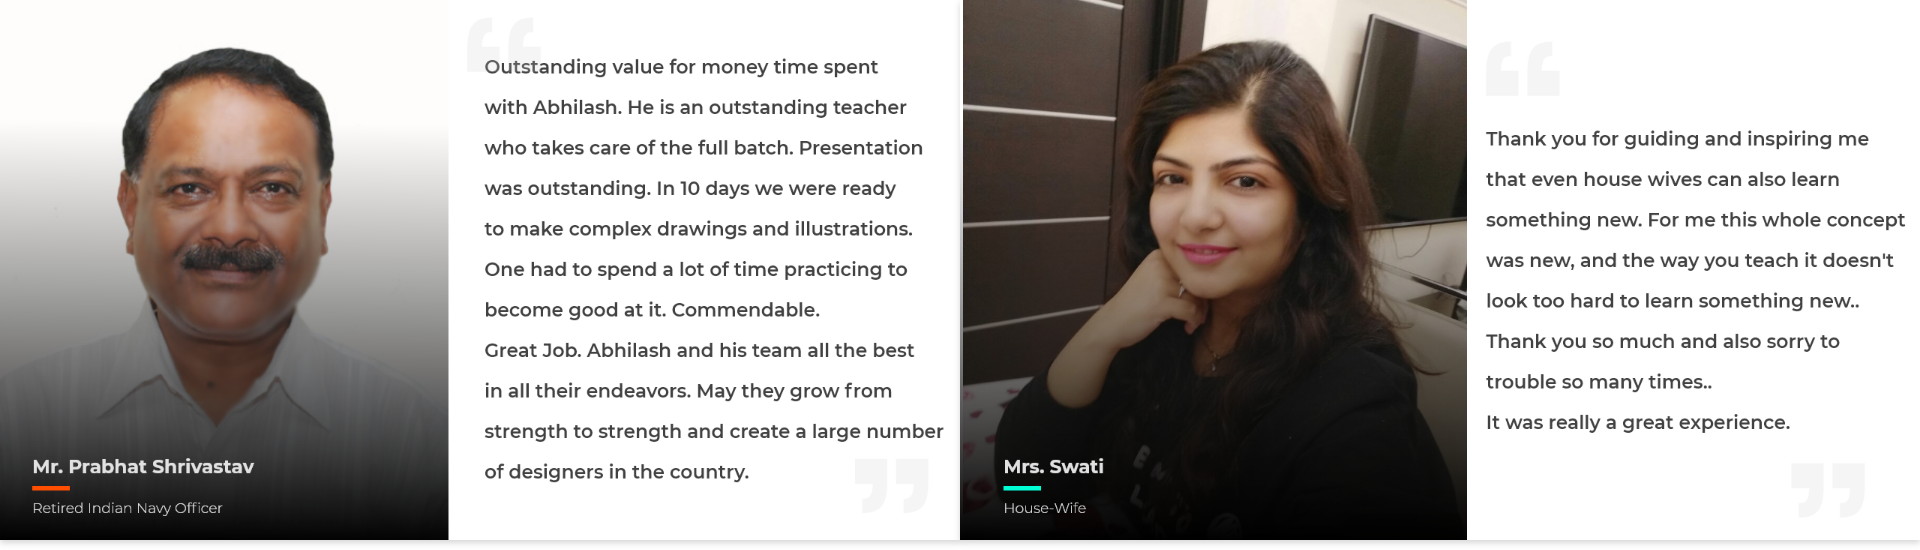 Outstanding value for money time spent
with Abhilash. He is an outstanding teacher
who takes care of the full batch. Presentation
was outstanding. In 10 days we were ready
to make complex drawings and illustrations.
One had to spend a lot of time practicing to
become good at it. Commendable.
Great Job. Abhilash and his team all the best
in all their endeavors. May they grow from
strength to strength and create a large number
of designers in the country.
Mr. Prabhat Shrivastav
Retired Indian Navy Officer
Thank you for guiding and inspiring me
that even house wives can also learn
something new. For me this whole concept
was new, and the way you teach it doesn't
look too hard to learn something new..
Thank you so much and also sorry to
trouble so many times..
It was really a great experience.
Mrs. Swati
House-Wife